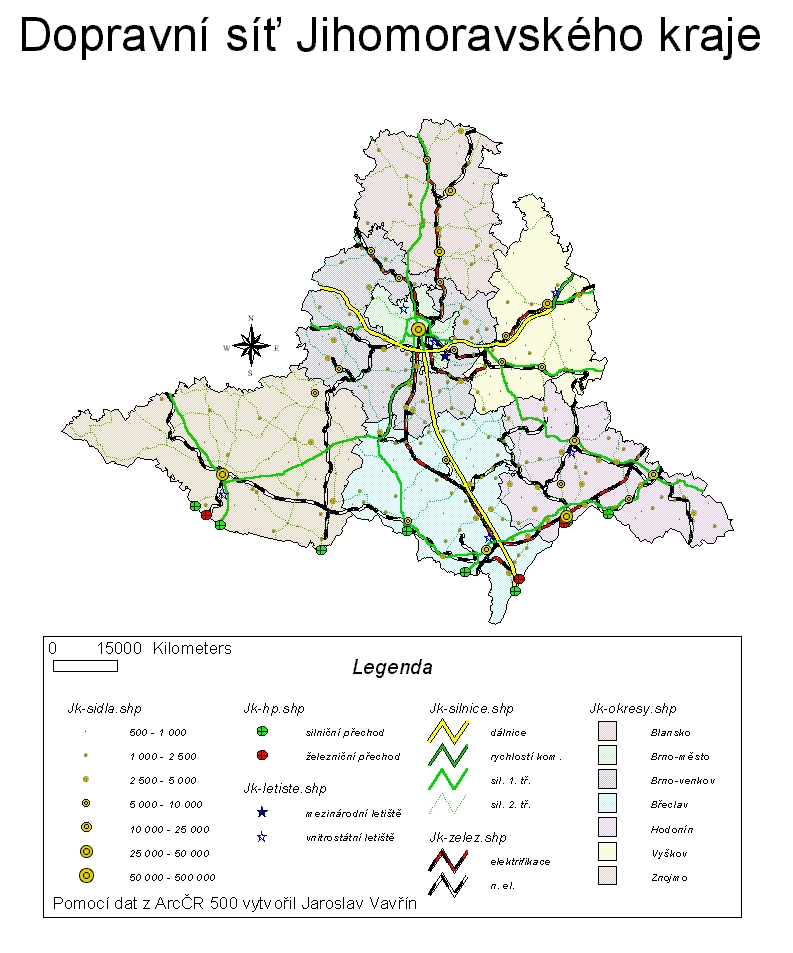 Dopravní síť Jihomoravského kraje
N
W E
S
0 15000 Kilometers
Legenda
Jk-sidla.shp
500 - 1 000
1 000 - 2 500
2 500 - 5 000
5 000 - 10 000
10 000 - 25 000
25 000 - 50 000
50 000 - 500 000
Jk-hp.shp
silniční přechod
železniční přechod
Jk-letiste.shp
mezinárodní letiště
vnitrostátní letiště
Jk-silnice.shp
dálnice
rychlostí kom.
sil. 1. tř.
sil. 2. tř.
Jk-zelez.shp
elektrifikace
n. el.
Jk-okresy.shp
Blansko
Brno-město
Brno-venkov
Břeclav
Hodonín
Vyškov
Znojmo
Pomocí dat z ArcČR 500 vytvořil Jaroslav Vavřín